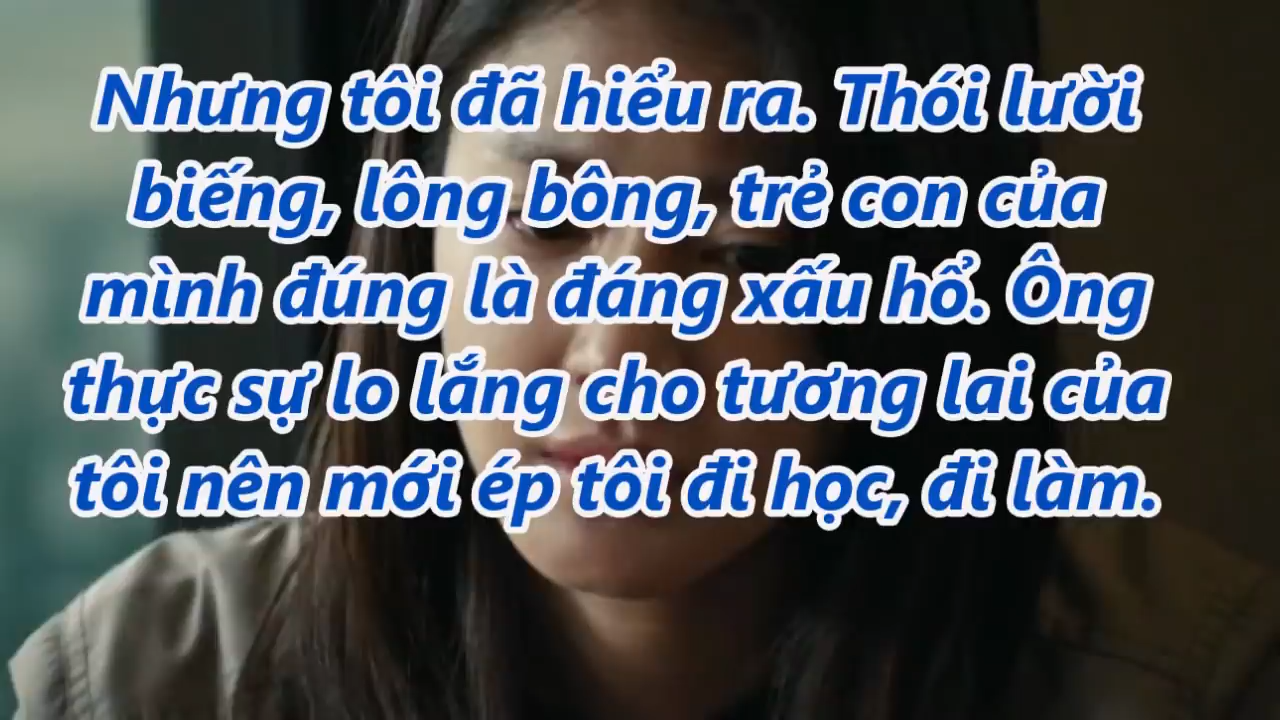 Nhưng tôi đã hiểu ra. Thói lười
biếng, lông bông, trẻ con của
mình đúng là đáng xấu hổ. Ông
thực sự lo lắng cho tương lai của
tôi nên mới ép tôi đi học, đi làm.